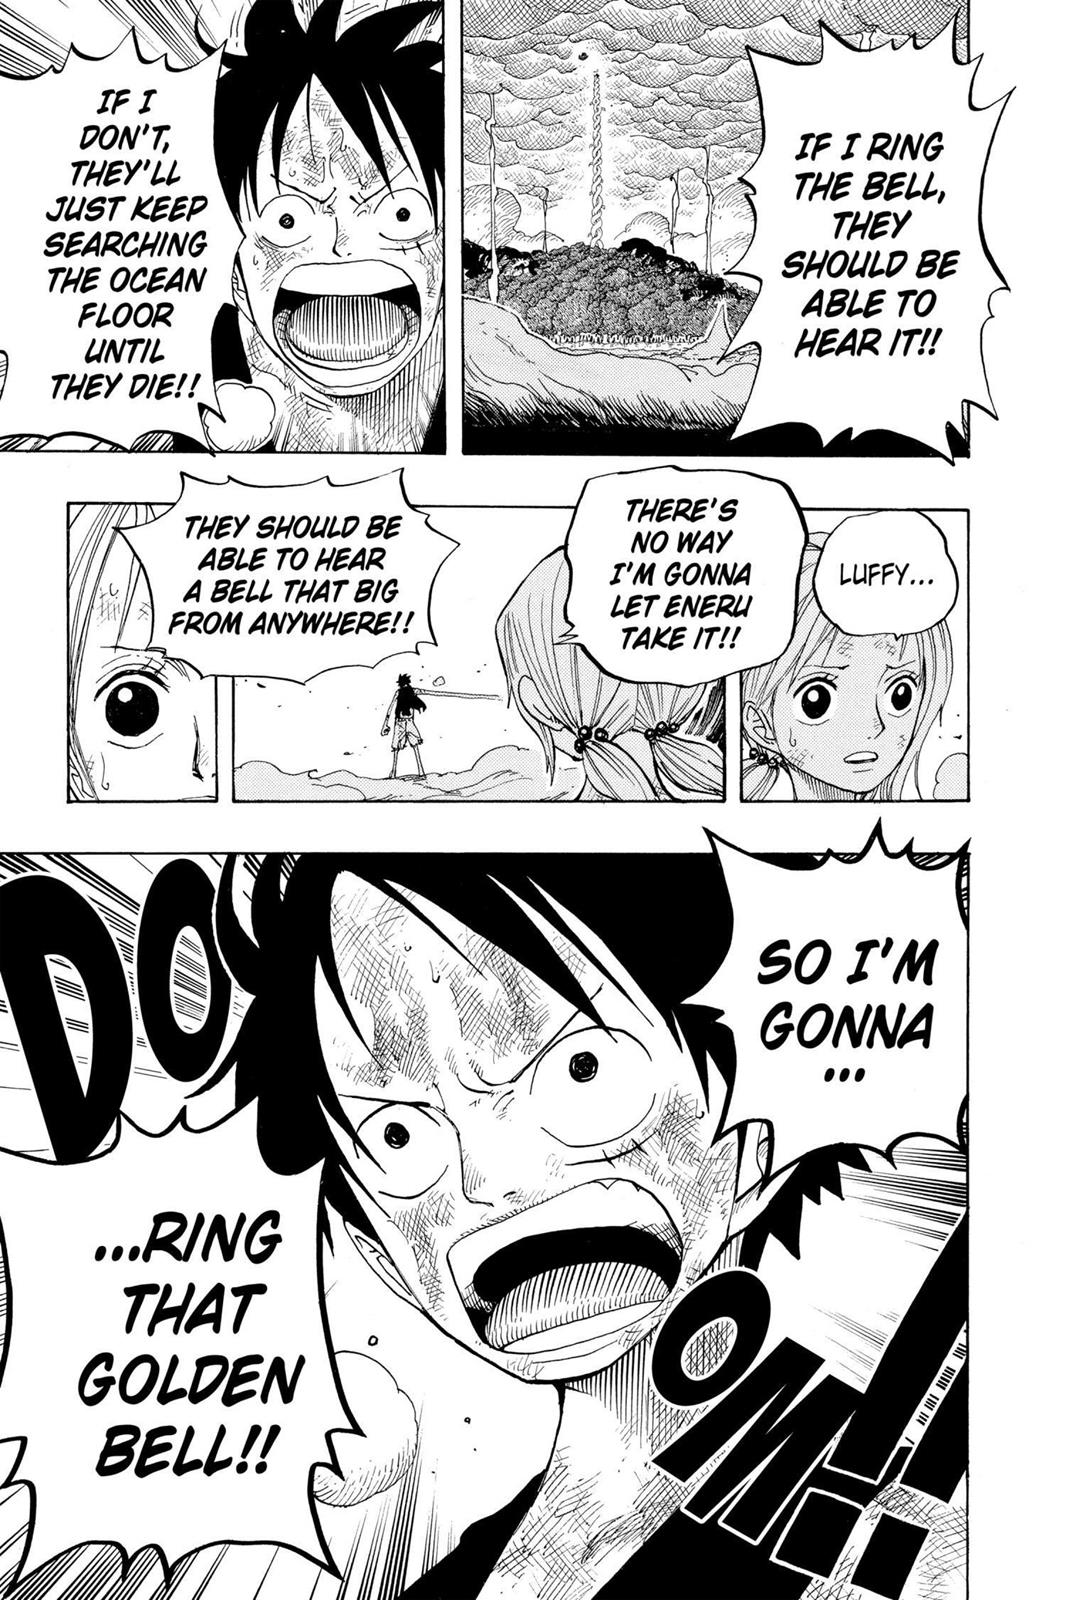 IF I RING
THE BELL,
THEY
SHOULD BE
ABLE TO
HEAR IT!!
IF I
DON'T,
THEY'LL
JUST KEEP
SEARCHING
THE OCEAN
FLOOR
UNTIL
THEY DIE!!
LUFFY...
THERE'S
NO WAY
I'M GONNA
LET ENERU
TAKE IT!!
THEY SHOULD BE
ABLE TO HEAR
A BELL THAT BIG
FROM ANYWHERE!!
SO I'M
GONNA
...
...RING
THAT
GOLDEN
BELL!!
DOOM!!